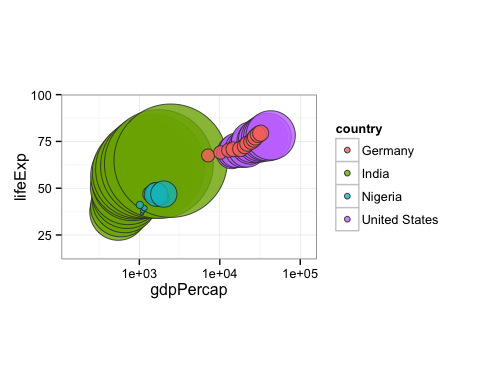 100
75
50
25
lifeExp
1e+03 1e+04 1e+05
gdpPercap
country
Germany
India
Nigeria
United States